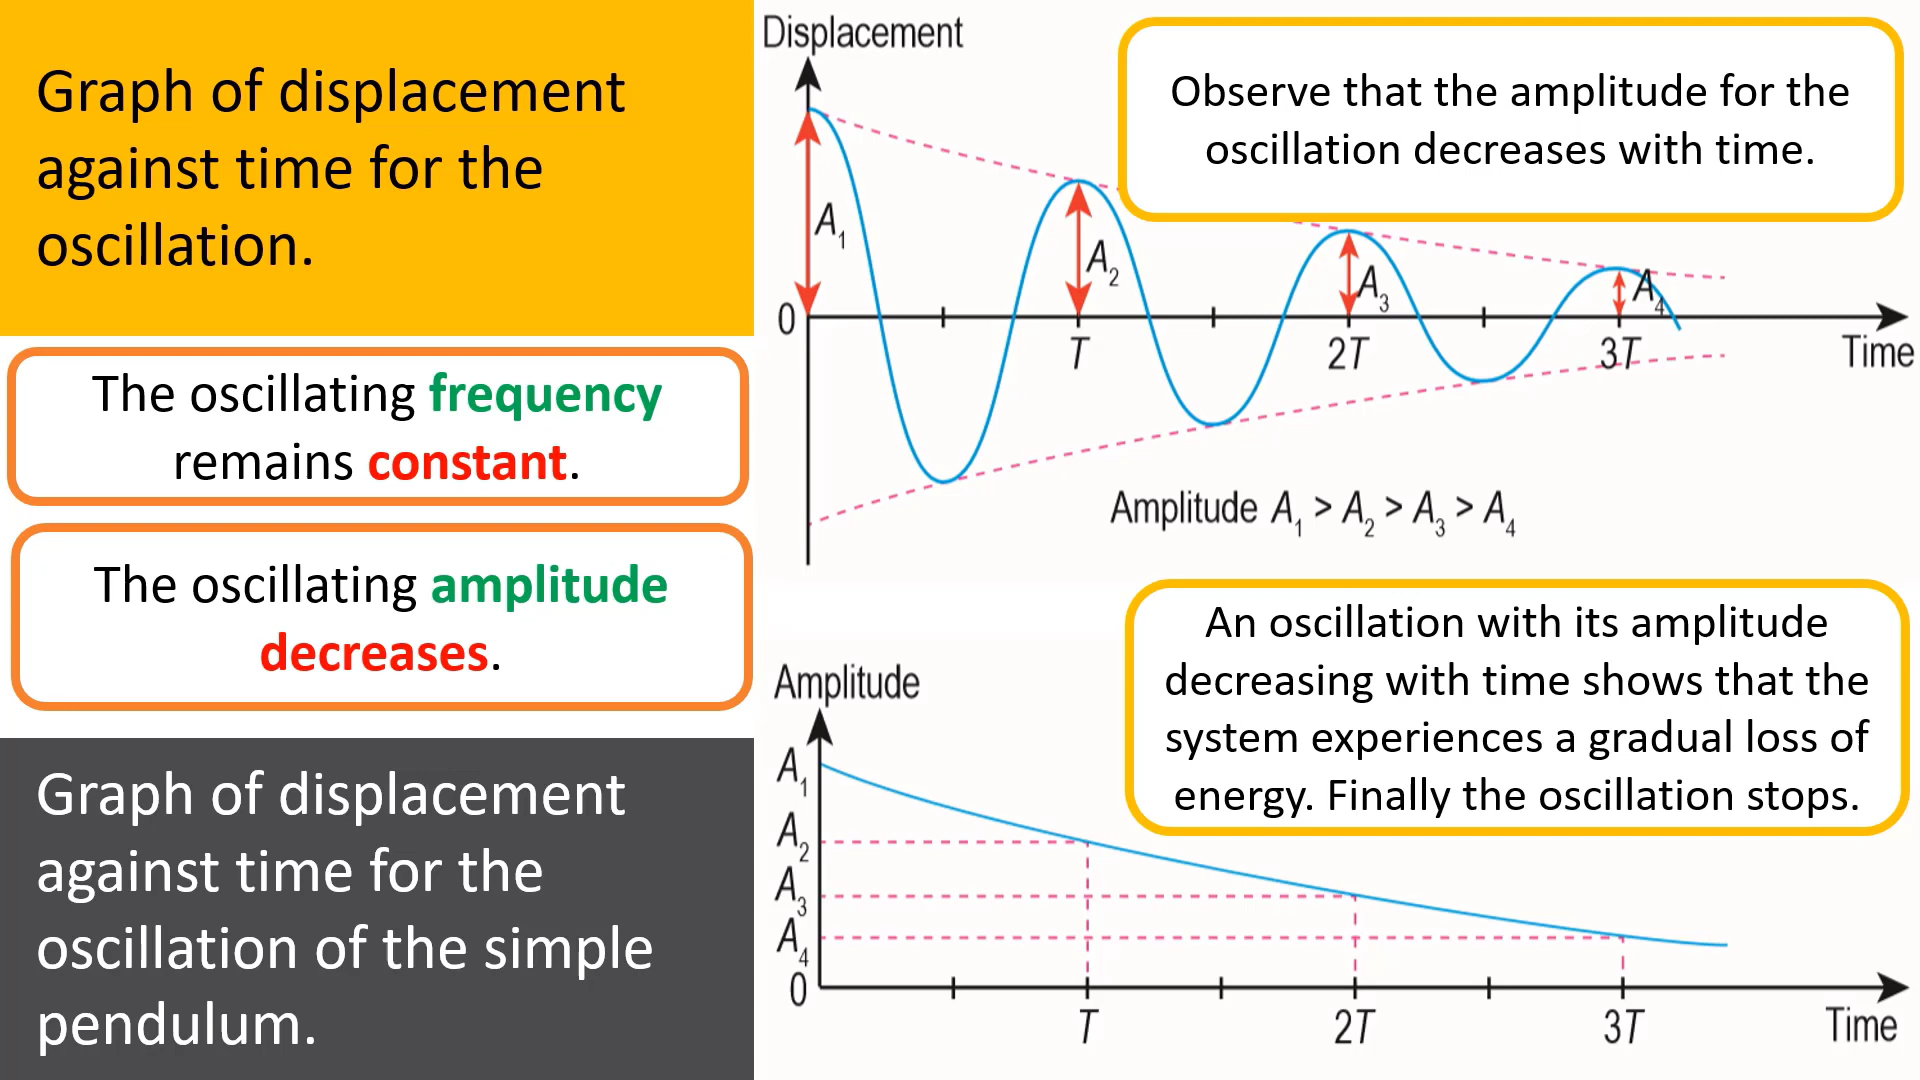 Graph of displacement
against time for the
oscillation.
The oscillating frequency
remains constant.
The oscillating amplitude
decreases.
Graph of displacement
against time for the
oscillation of the simple
pendulum.
Displacement
Observe that the amplitude for the
oscillation decreases with time.
A₁
A₂
A₃
A₄
0
T
2T
3T
Time
Amplitude A₁ > A₂ > A₃ > A₄
An oscillation with its amplitude
decreasing with time shows that the
system experiences a gradual loss of
energy. Finally the oscillation stops.
Amplitude
A₁
A₂
A₃
A₄
0
T
2T
3T
Time